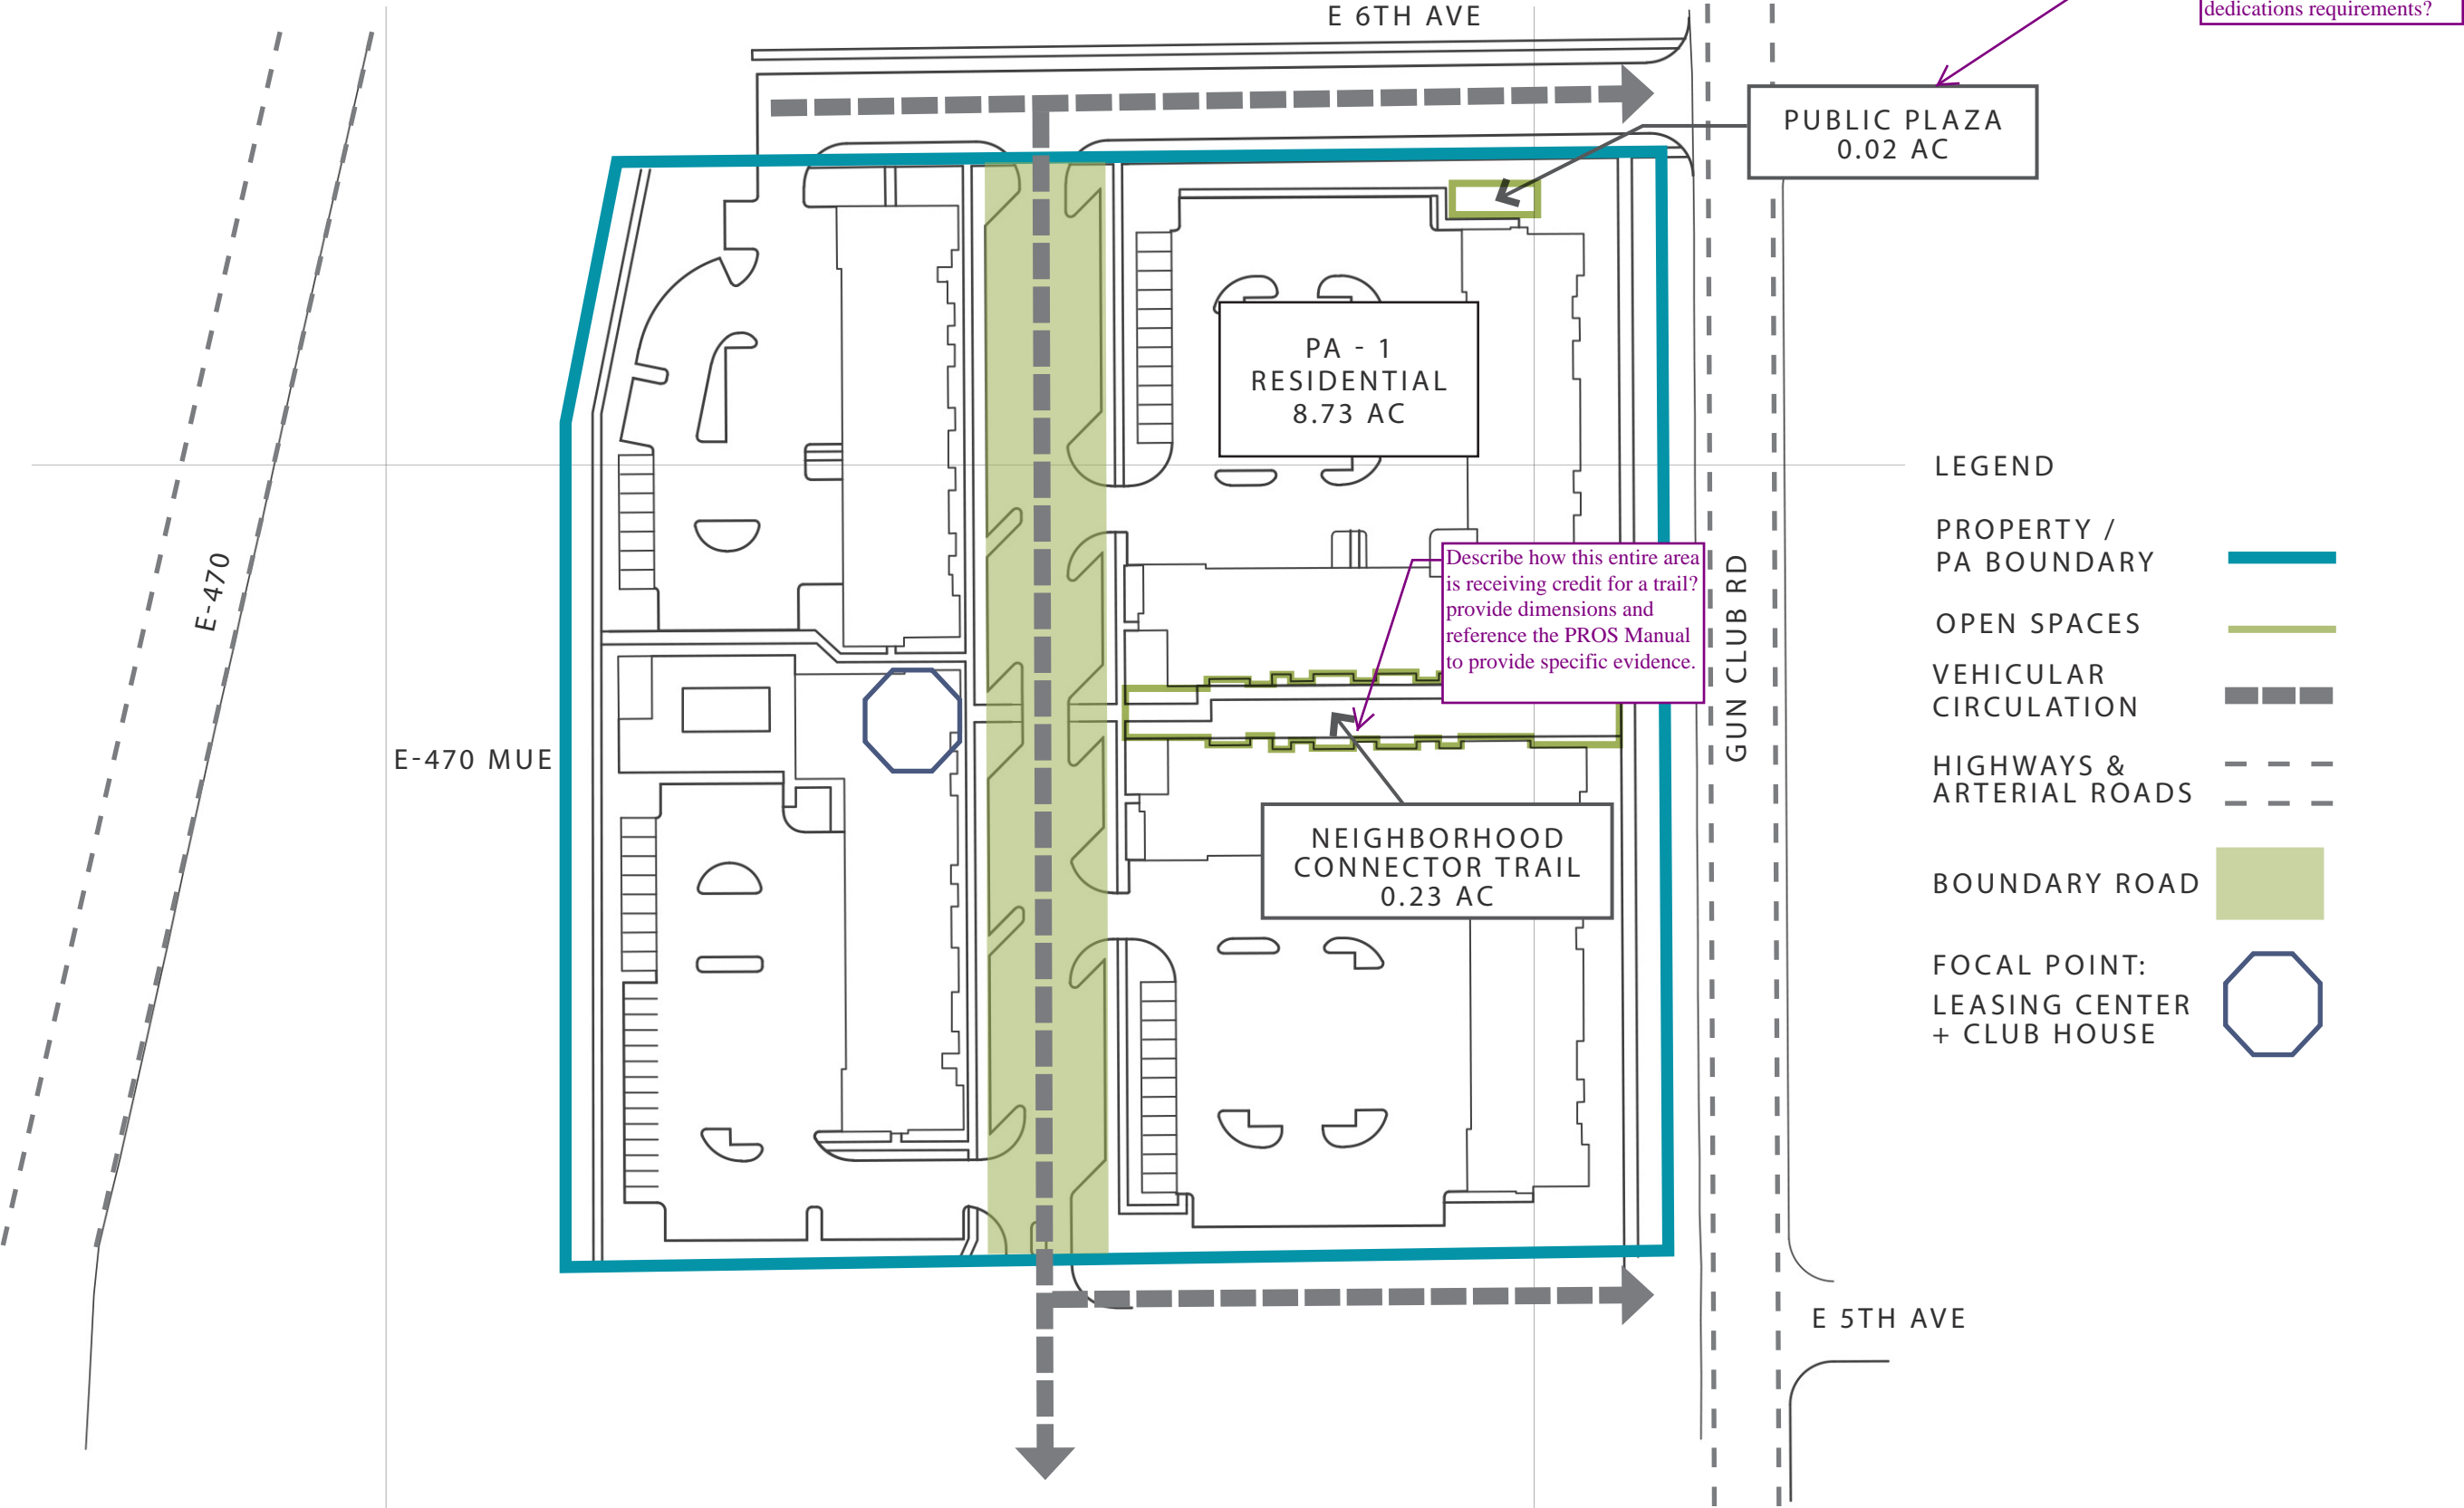 E 6TH AVE
dedications requirements?
PUBLIC PLAZA
0.02 AC
PA - 1
RESIDENTIAL
8.73 AC
LEGEND
PROPERTY /
PA BOUNDARY
OPEN SPACES
VEHICULAR
CIRCULATION
HIGHWAYS &
ARTERIAL ROADS
BOUNDARY ROAD
FOCAL POINT:
LEASING CENTER
+ CLUB HOUSE
E-470
Describe how this entire area
is receiving credit for a trail?
provide dimensions and
reference the PROS Manual
to provide specific evidence.
GUN CLUB RD
E-470 MUE
NEIGHBORHOOD
CONNECTOR TRAIL
0.23 AC
E 5TH AVE